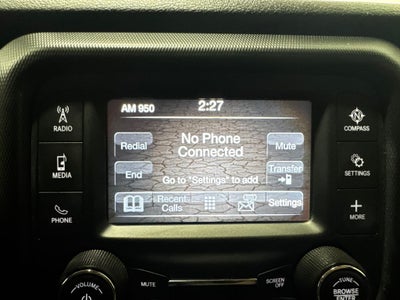 AM 950
2:27
RADIO
MEDIA
PHONE
Redial
No Phone
Connected
Mute
End
Go to "Settings" to add
Transfer
Recent
Calls
Settings
N
COMPASS
SETTINGS
+
MORE
VOLUME
MUTE
SCREEN
OFF
TUNE
BROWSE
ENTER